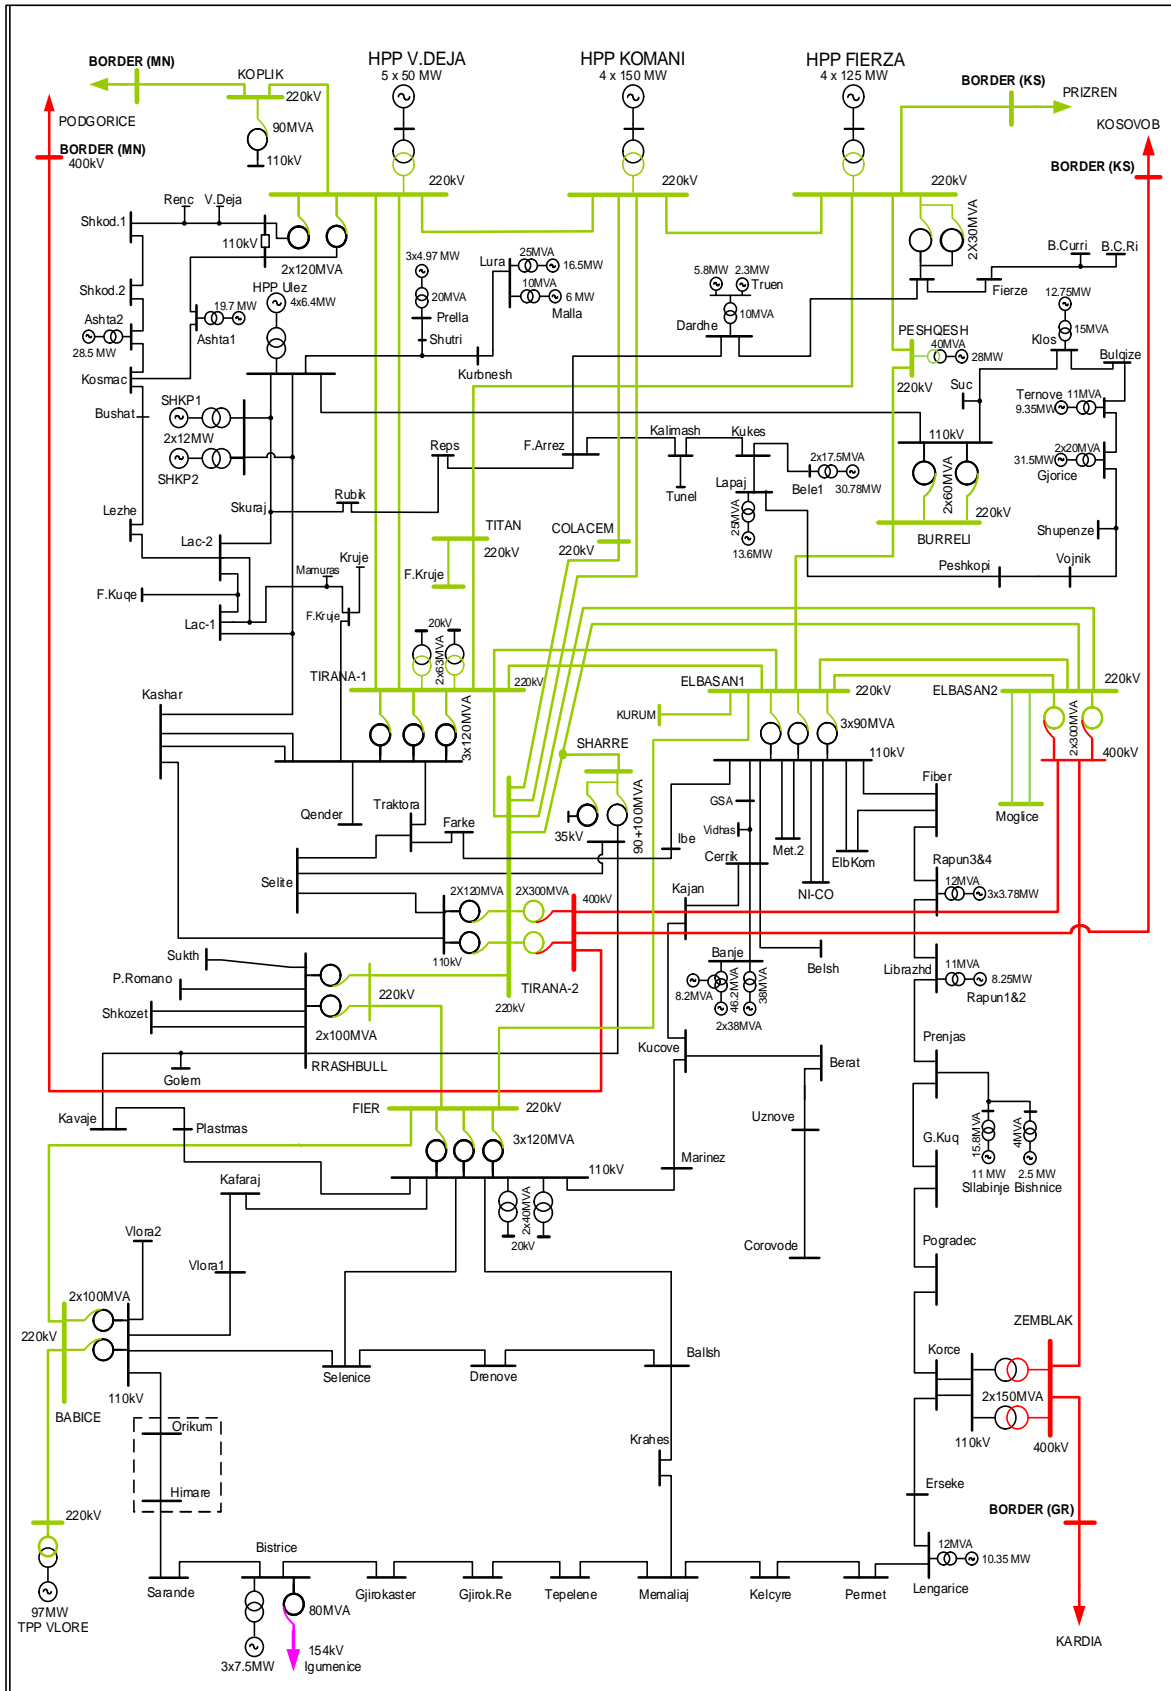 HPP V.DEJA
5 x 50 MW
HPP KOMANI
4 x 150 MW
HPP FIERZA
4 x 125 MW
BORDER (MN)
KOPLIK
220kV
90MVA
110kV
PODGORICE
BORDER (MN)
400kV
BORDER (KS)
PRIZREN
KOSOVOB
BORDER (KS)
220kV
220kV
220kV
Renc
V.Deja
Shkod.1
110kV
2x120MVA
Shkod.2
HPP Ulez
4x6.4MW
Ashta2
28.5 MW
19.7 MW
Ashta1
Kosmac
Bushat
3x4.97 MW
20MVA
Prella
Shutri
Lura
25MVA
16.5MW
10MVA
6 MW
Malla
Kurbnesh
5.8MW
2.3MW
Truen
10MVA
Dardhe
2X30MVA
Fierze
B.Curri
B.C.Ri
PESHQESH
40MVA
28MW
220kV
12.75MW
15MVA
Klos
Bulqize
Suc
Ternove
11MVA
9.35MW
2x20MVA
31.5MW
Gjorice
SHKP1
2x12MW
SHKP2
Skuraj
Rubik
Reps
F.Arrez
Kalimash
Tunel
Kukes
Lapaj
2x17.5MVA
Bele1
30.78MW
25MVA
13.6MW
110kV
2x60MVA
220kV
BURRELI
Shupenze
Vojnik
Peshkopi
Lezhe
Lac-2
F.Kuqe
Lac-1
Mamuras
Kruje
F.Kruje
TITAN
220kV
F.Kruje
COLACEM
220kV
20kV
2x63MVA
TIRANA-1
220kV
3x120MVA
Kashar
ELBASAN1
220kV
KURUM
3x90MVA
110kV
ELBASAN2
220kV
2x300MVA
400kV
Moglice
SHARRE
35kV
90+100MVA
Qender
Traktora
Farke
Selite
Ibe
GSA
Vidhas
Cerrik
Met.2
NI-CO
ElbKom
Fiber
Rapun3&4
12MVA
3x3.78MW
2X120MVA
2X300MVA
400kV
110kV
TIRANA-2
220kV
Kajan
Banje
8.2MVA
46.2MVA
38MVA
2x38MVA
Belsh
Librazhd
11MVA
8.25MW
Rapun1&2
Sukth
P.Romano
Shkozet
220kV
2x100MVA
RRASHBULL
Golem
Kavaje
Plastmas
Kucove
Berat
Uznove
Corovode
Marinez
Prenjas
G.Kuq
15.8MVA
4MVA
11 MW
Sllabinje
2.5 MW
Bishnice
FIER
220kV
3x120MVA
110kV
2x40MVA
20kV
Kafaraj
Vlora2
Vlora1
2x100MVA
220kV
110kV
BABICE
Selenice
Drenove
Ballsh
Krahes
Pogradec
Korce
2x150MVA
110kV
ZEMBLAK
400kV
Erseke
BORDER (GR)
KARDIA
Orikum
Himare
220kV
97MW
TPP VLORE
Sarande
Bistrice
3x7.5MW
80MVA
154kV
Igumenice
Gjirokaster
Gjirok.Re
Tepelene
Memaliaj
Kelcyre
Permet
Lengarice
12MVA
10.35 MW